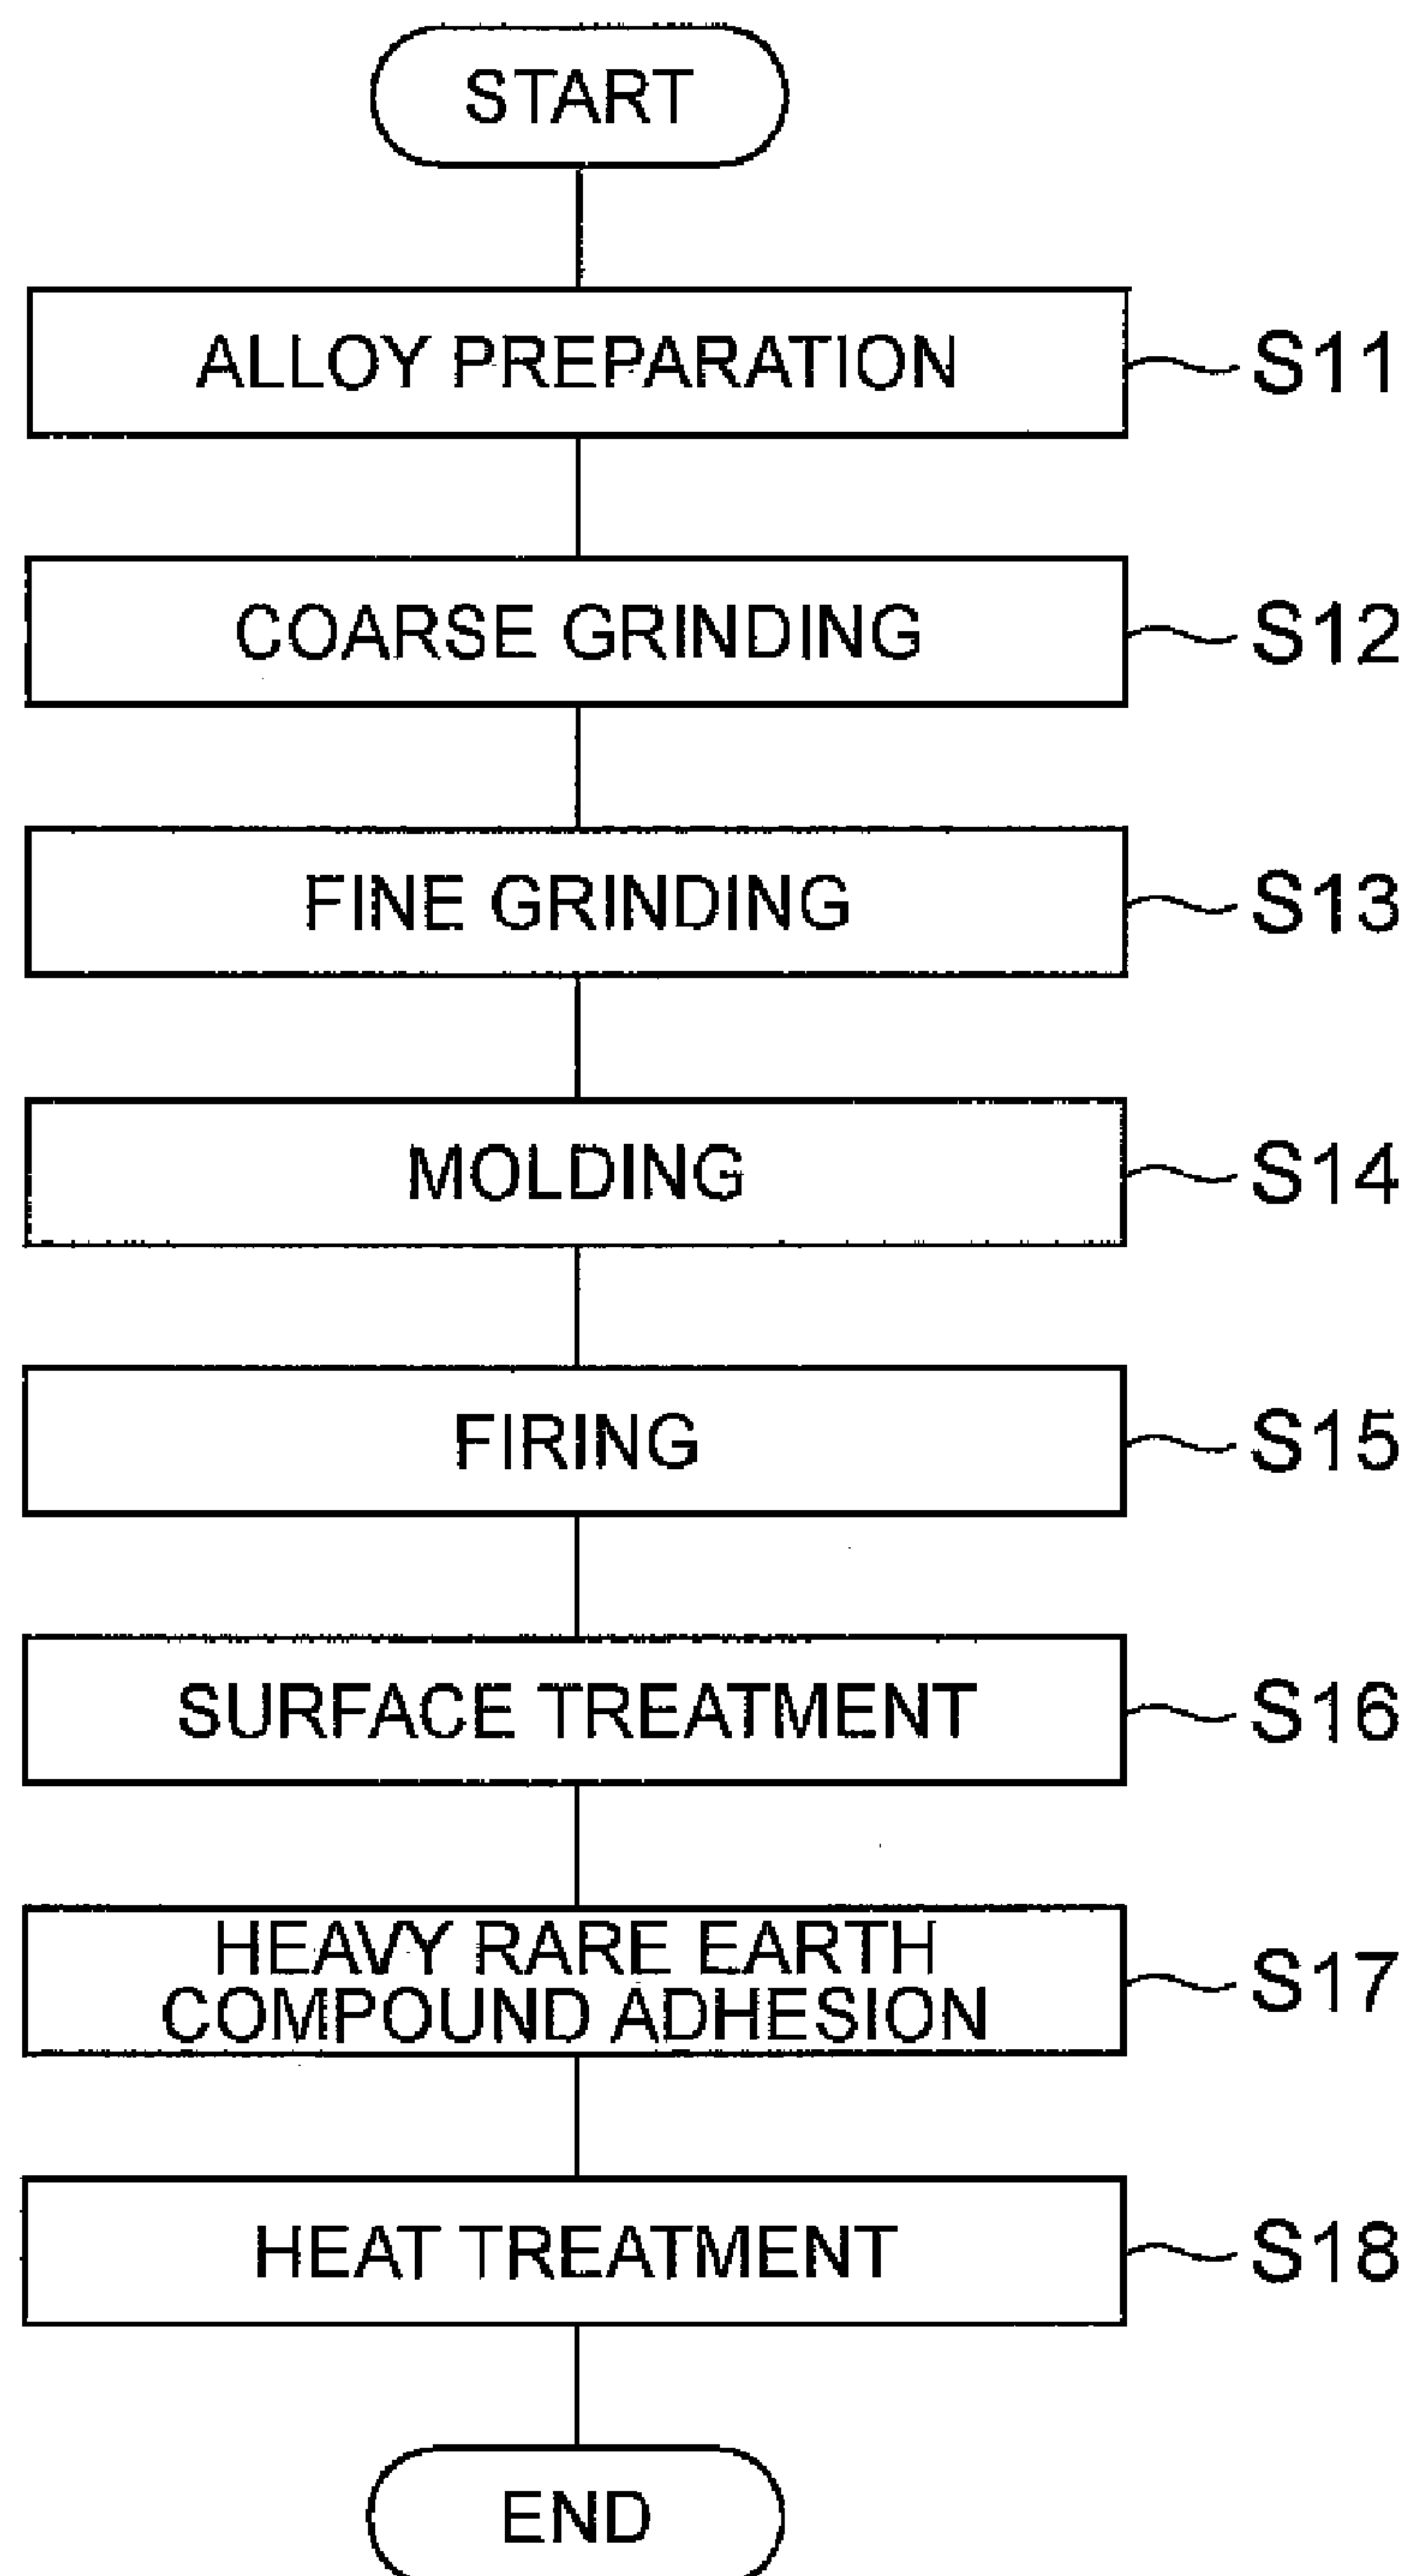 START
ALLOY PREPARATION
S11
COARSE GRINDING
S12
FINE GRINDING
S13
MOLDING
S14
FIRING
S15
SURFACE TREATMENT
S16
HEAVY RARE EARTH
COMPOUND ADHESION
S17
HEAT TREATMENT
S18
END